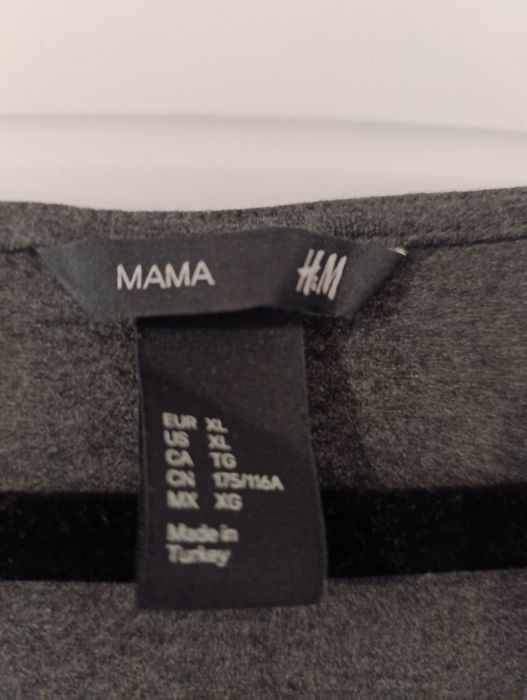 MAMA H&M
EUR XL
US XL
CA TG
CN 175/116A
MX XG
Made in
Turkey